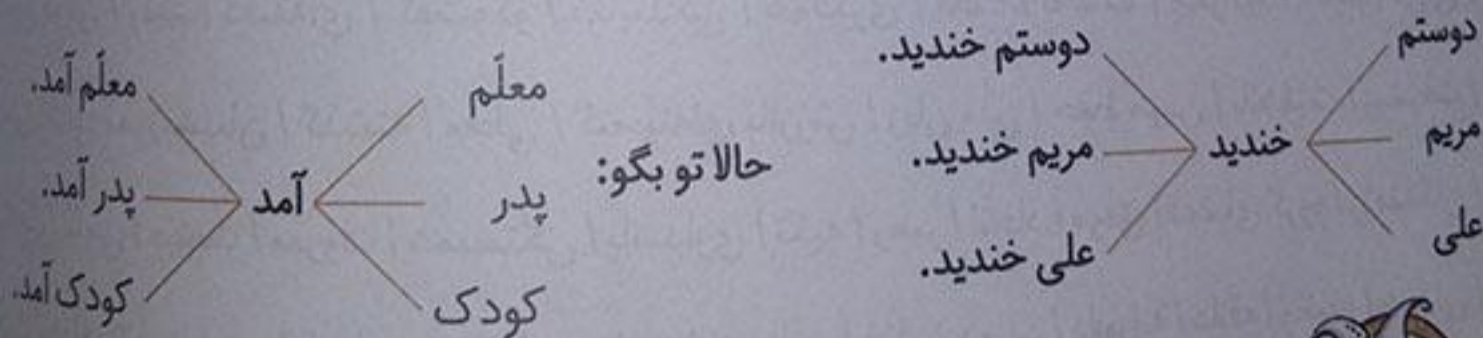 دوستم
مریم
علی
خندید
دوستم خندید.
مریم خندید.
علی خندید.
حالا تو بگو:
معلّم
پدر
کودک
آمد
معلّم آمد.
پدر آمد.
کودک آمد.